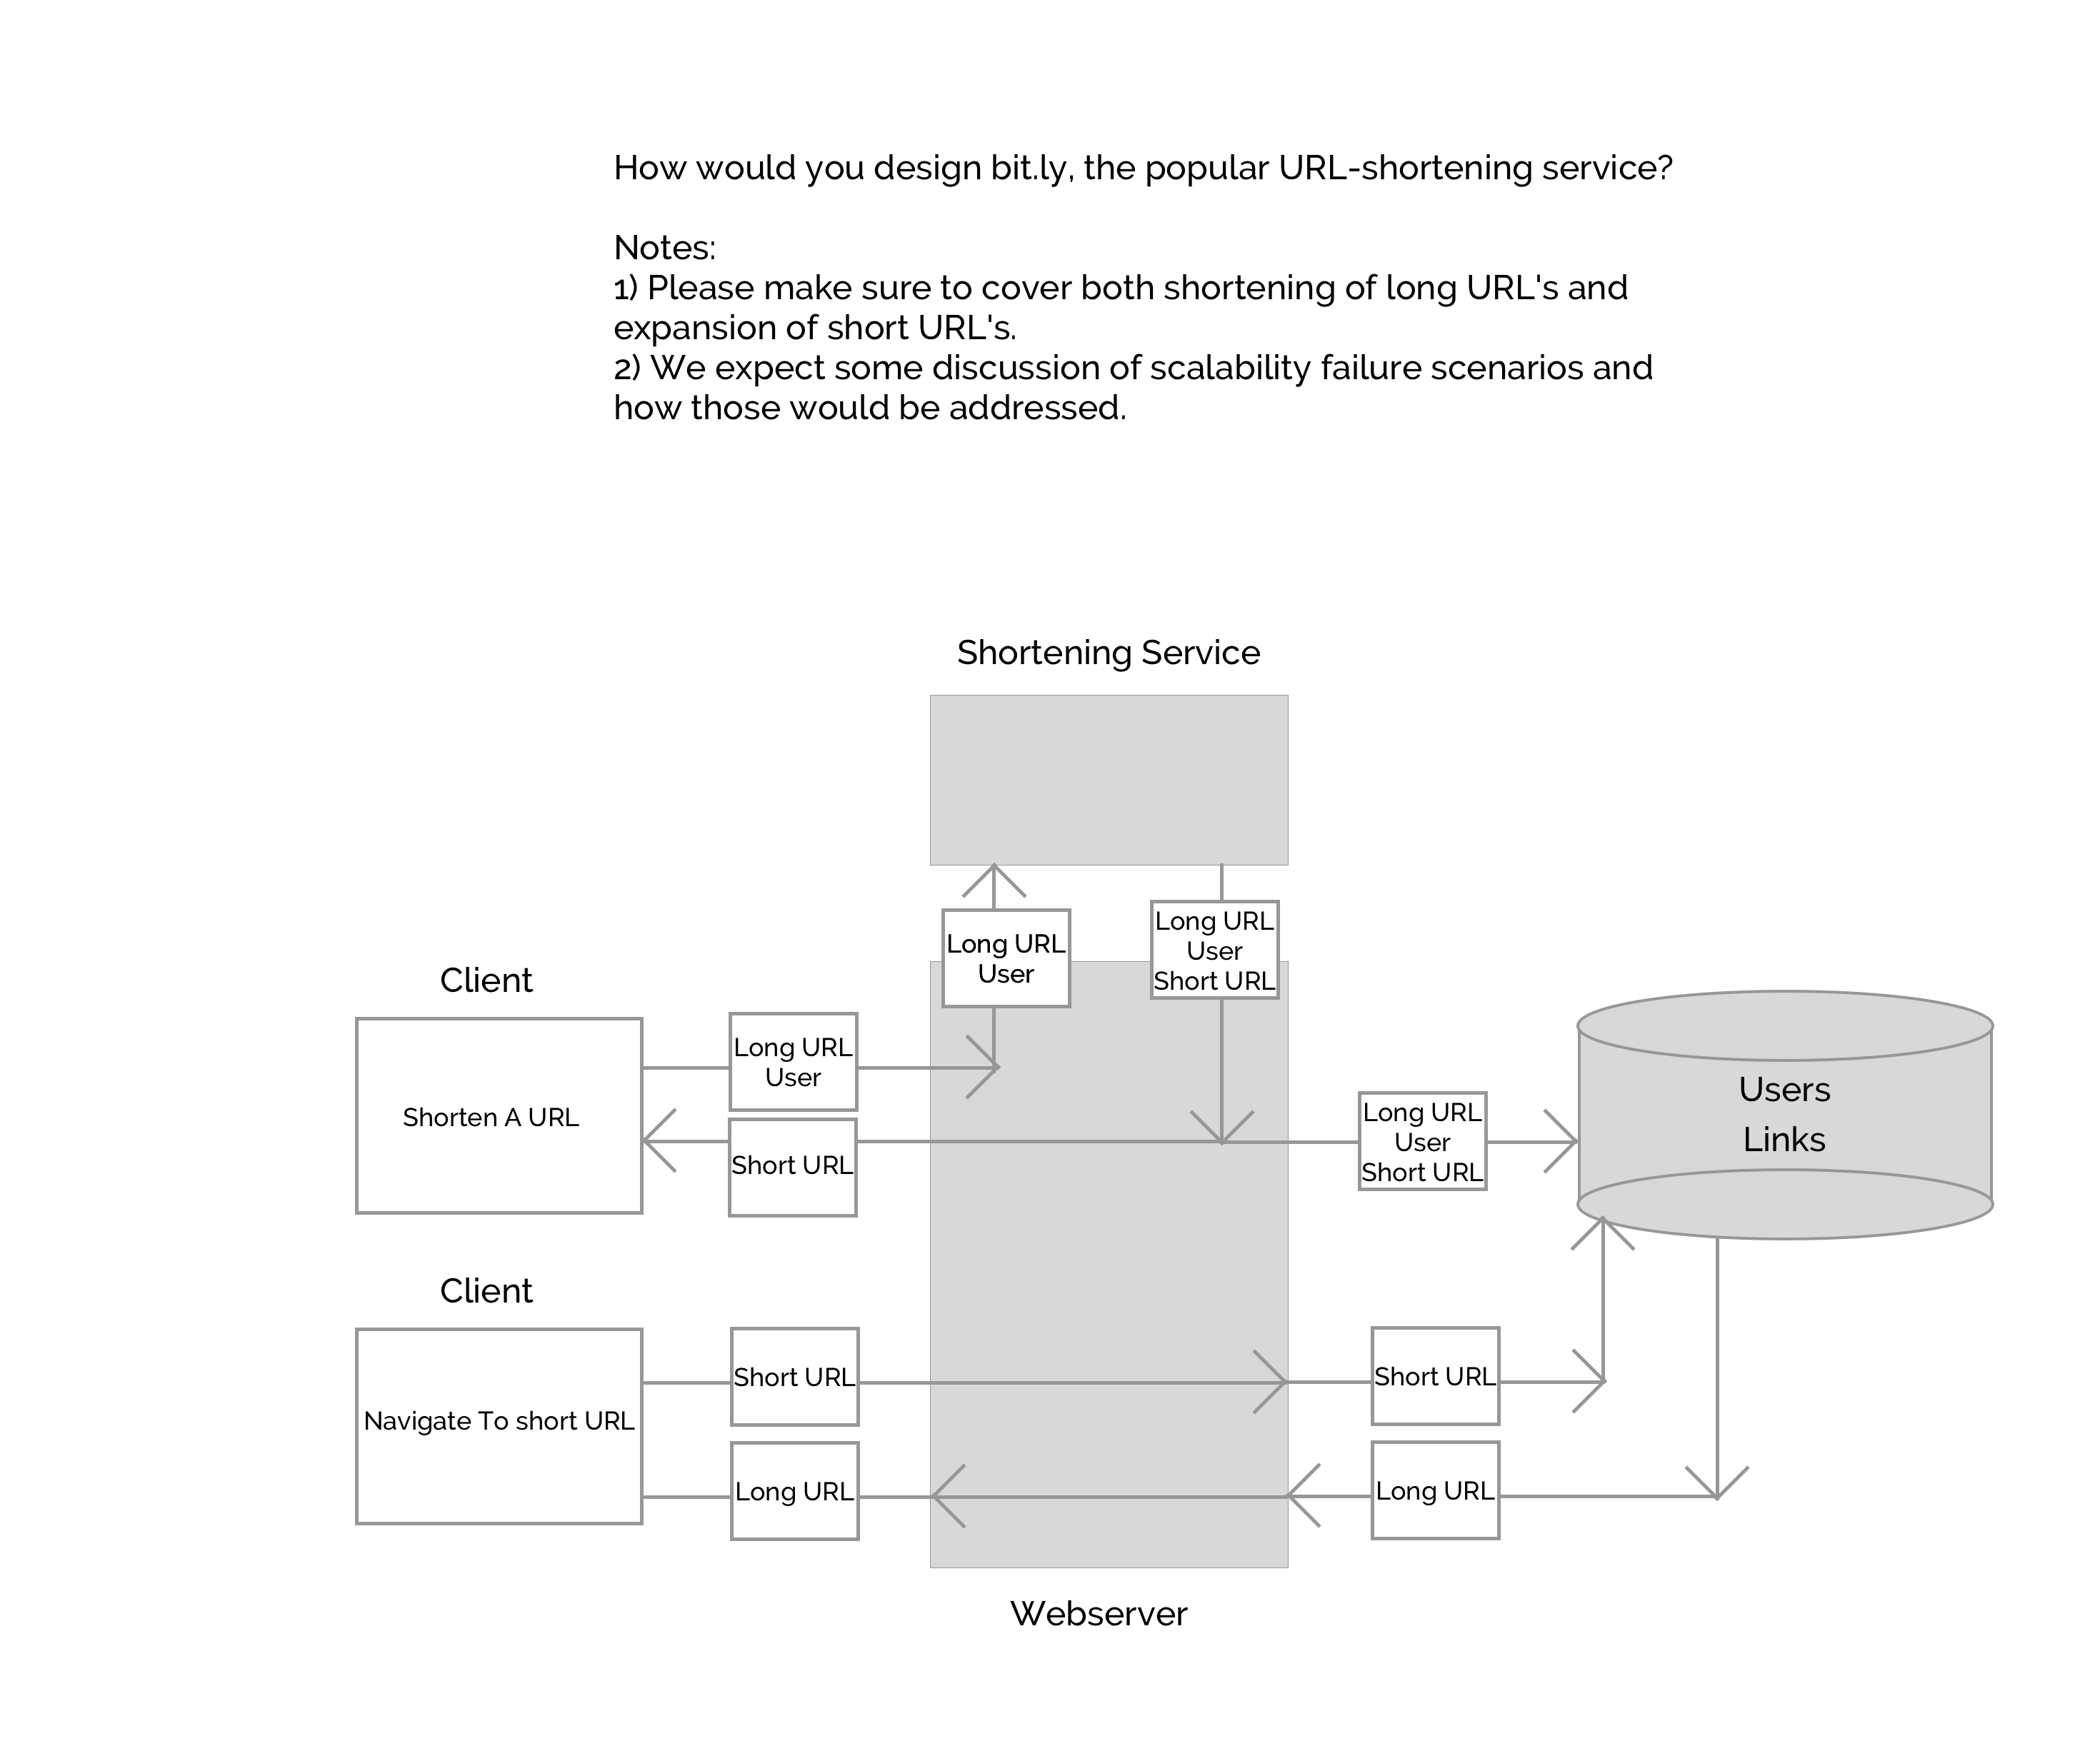 How would you design bit.ly, the popular URL-shortening service?
Notes:
1) Please make sure to cover both shortening of long URL's and
expansion of short URL's.
2) We expect some discussion of scalability failure scenarios and
how those would be addressed.
Shortening Service
Long URL
User
Long URL
User
Short URL
Client
Shorten A URL
Long URL
User
Short URL
Long URL
User
Short URL
Users
Links
Client
Navigate To short URL
Short URL
Short URL
Long URL
Long URL
Webserver